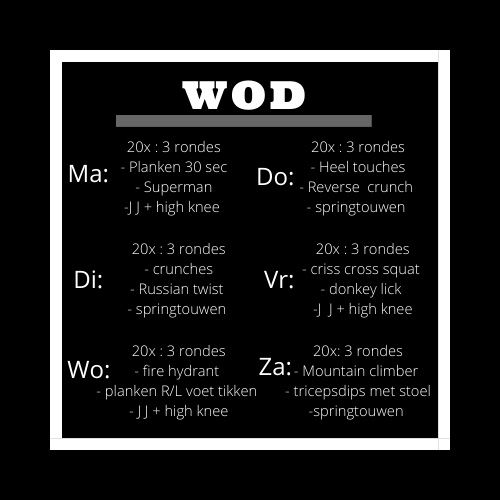 WOD
Ma:
20x : 3 rondes
- Planken 30 sec
- Superman
-J J + high knee
Do:
20x : 3 rondes
- Heel touches
- Reverse crunch
- springtouwen
Di:
20x : 3 rondes
- crunches
- Russian twist
- springtouwen
Vr:
20x : 3 rondes
- criss cross squat
- donkey lick
-J J + high knee
Wo:
20x : 3 rondes
- fire hydrant
- planken R/L voet tikken
- J J + high knee
Za:
20x: 3 rondes
- Mountain climber
- tricepsdips met stoel
-springtouwen